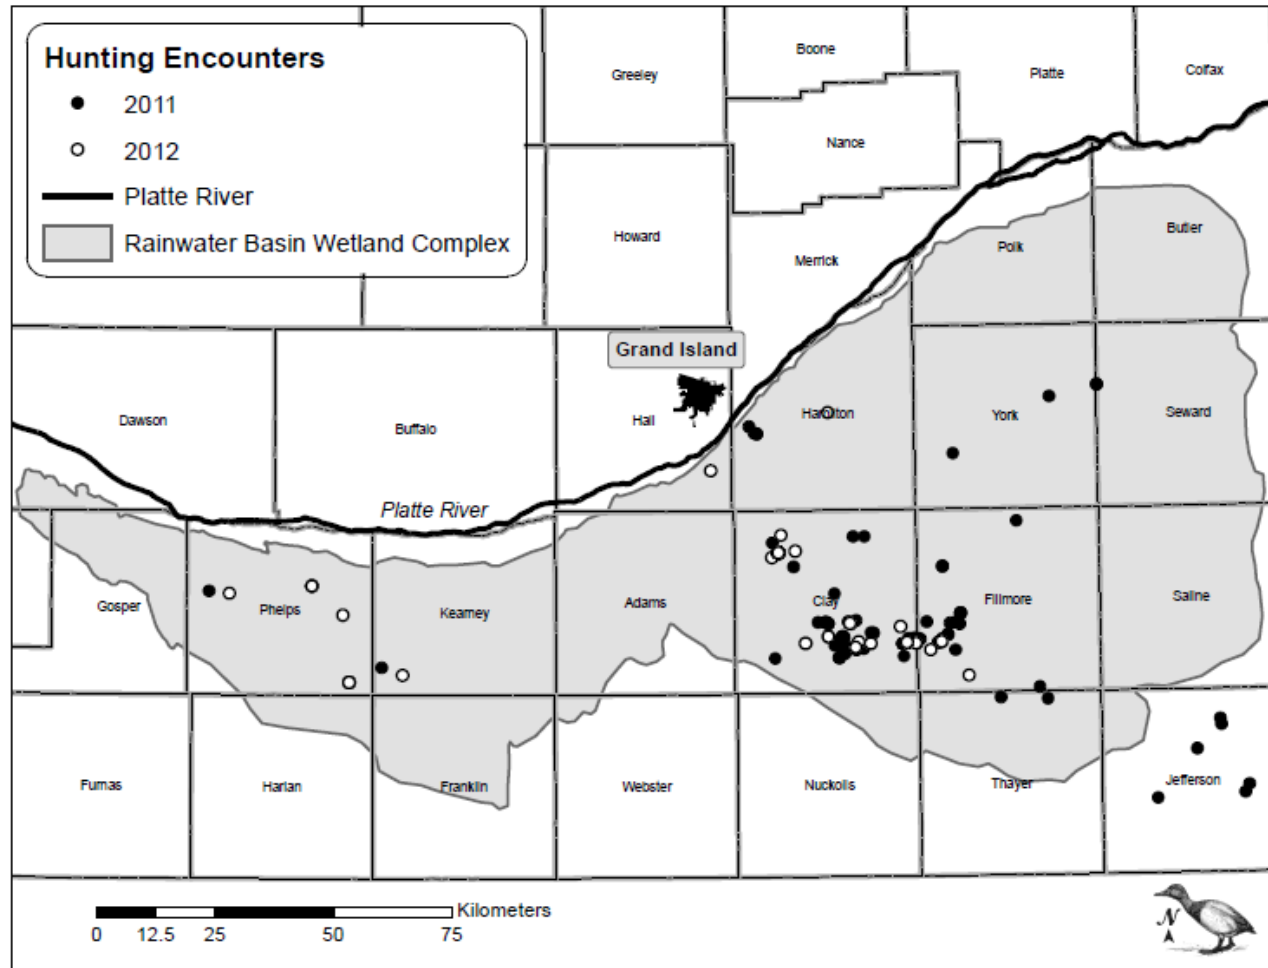 Hunting Encounters
2011
2012
Platte River
Rainwater Basin Wetland Complex
Boone
Greeley
Platte
Colfax
Nance
Howard
Merrick
Polk
Butler
Grand Island
Dawson
Buffalo
Hall
Hamilton
York
Seward
Platte River
Gosper
Phelps
Kearney
Adams
Clay
Fillmore
Saline
Furnas
Harlan
Franklin
Webster
Nuckolls
Thayer
Jefferson
Kilometers
0 12.5 25 50 75
N